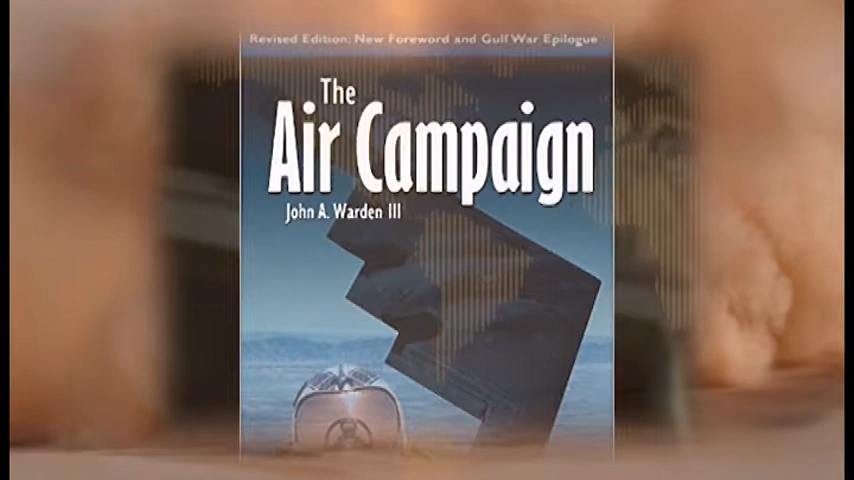 Revised Edition: New Foreword and Gulf War Epilogue
The
Air Campaign
John A. Warden III